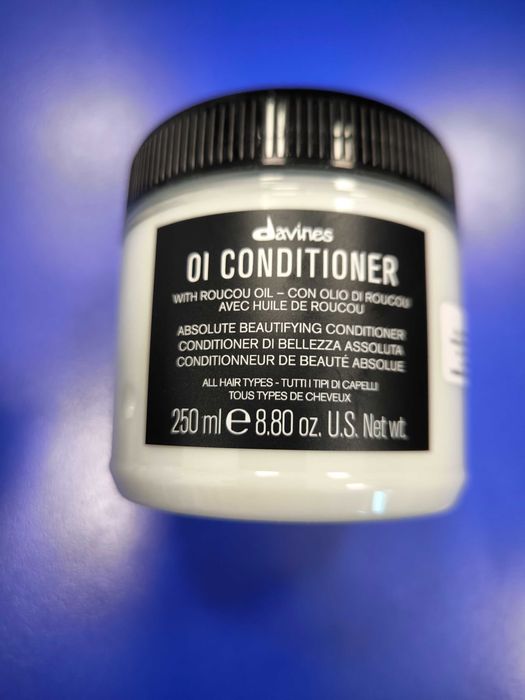 davines
OI CONDITIONER
WITH ROUCOU OIL – CON OLIO DI ROUCOU
AVEC HUILE DE ROUCOU
ABSOLUTE BEAUTIFYING CONDITIONER
CONDITIONER DI BELLEZZA ASSOLUTA
CONDITIONNEUR DE BEAUTÉ ABSOLUE
ALL HAIR TYPES - TUTTI I TIPI DI CAPELLI
TOUS TYPES DE CHEVEUX
250 ml ℮ 8.80 oz. U.S. Net wt.